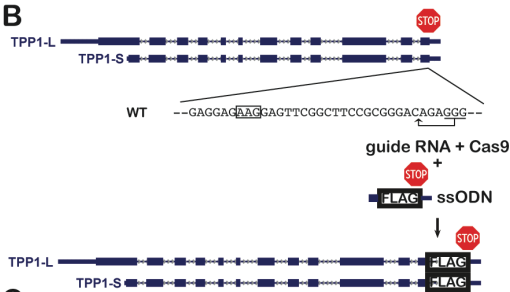 B
STOP
TPP1-L
TPP1-S
WT
--GAGGAGAAGGAGTTCGGCTTCCGCGGGACAGAGGG--
guide RNA + Cas9
+
STOP
FLAG ssODN
STOP
TPP1-L FLAG
TPP1-S FLAG